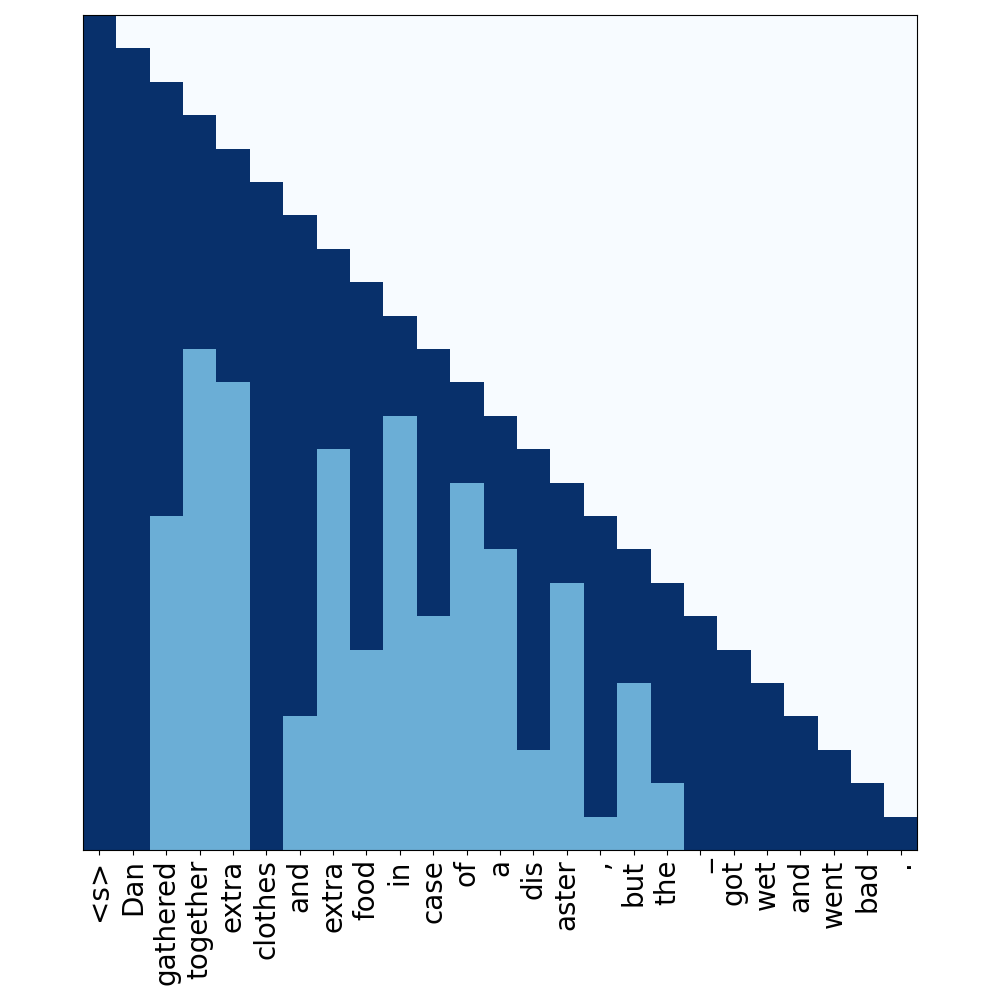 <s> Dan gathered together extra clothes and extra food in case of a dis aster , but the _ got wet and went bad .